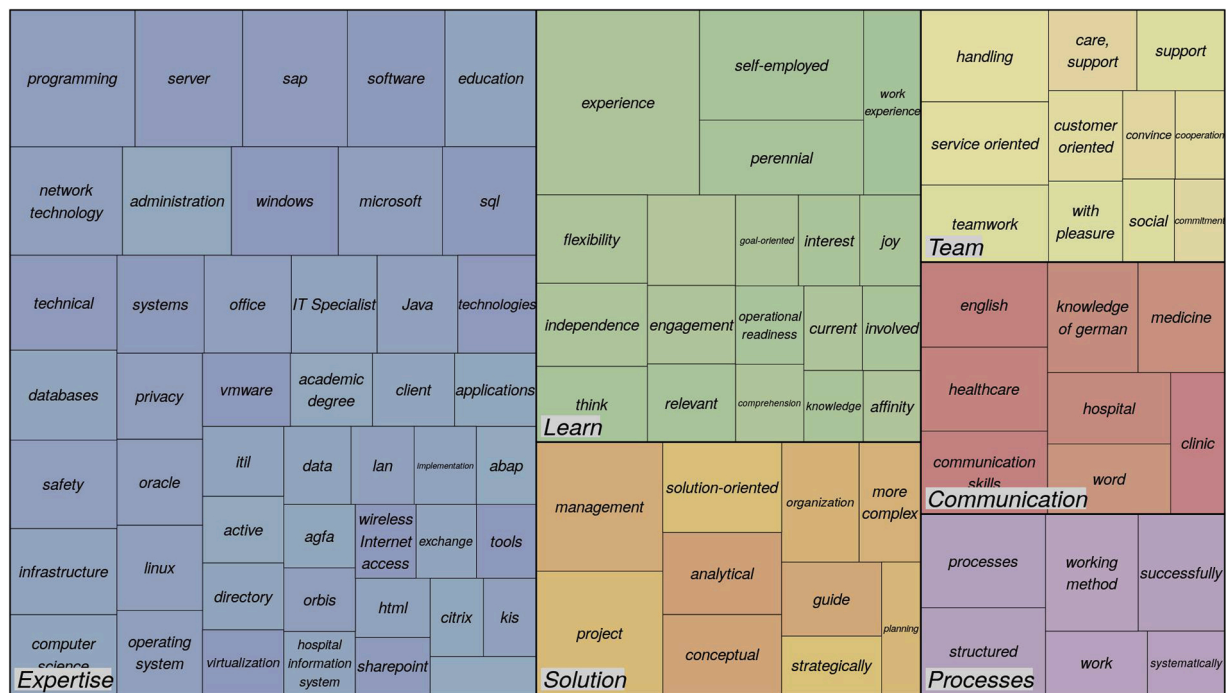 programming
server
sap
software
education
network
technology
administration
windows
microsoft
sql
technical
systems
office
IT Specialist
Java
technologies
databases
privacy
vmware
academic
degree
client
applications
safety
oracle
itil
data
lan
implementation
abap
active
agfa
wireless
Internet
access
exchange
tools
infrastructure
linux
directory
orbis
html
citrix
kis
computer
science
operating
system
virtualization
hospital
information
system
sharepoint
Expertise
experience
self-employed
work
experience
perennial
flexibility
goal-oriented
interest
joy
independence
engagement
operational
readiness
current
involved
think
relevant
comprehension
knowledge
affinity
Learn
management
solution-oriented
organization
more
complex
analytical
project
guide
planning
conceptual
strategically
Solution
handling
care,
support
support
service oriented
customer
oriented
convince
cooperation
teamwork
with
pleasure
social
commitment
Team
english
knowledge
of german
medicine
healthcare
hospital
clinic
communication
skills
word
Communication
processes
working
method
successfully
structured
work
systematically
Processes